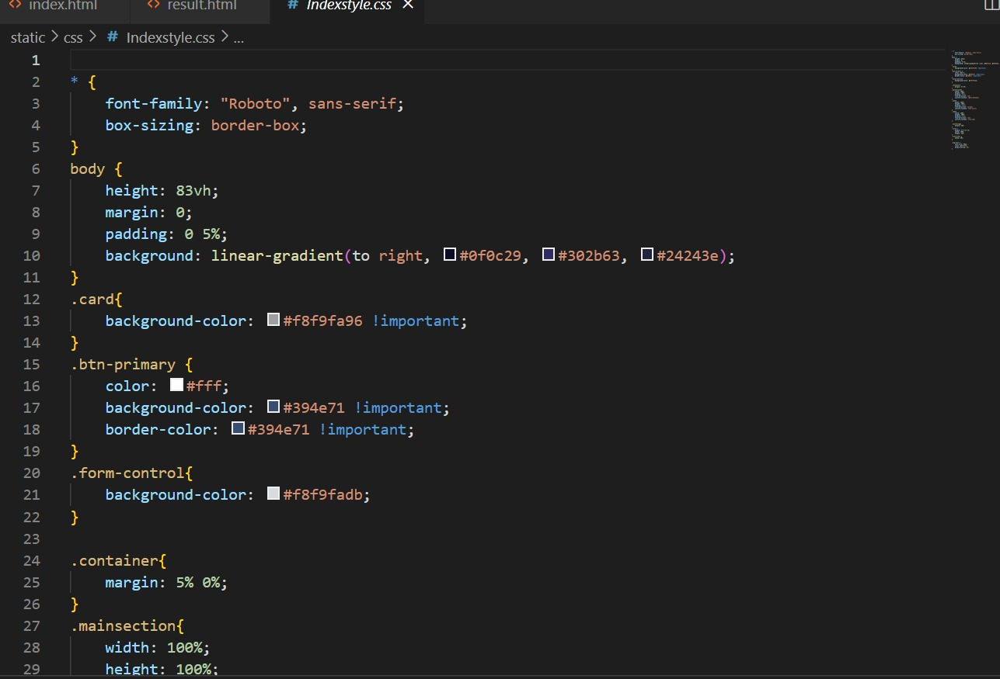 index.html result.html # Indexstyle.css
static > css > # Indexstyle.css > ...
1
2 * {
3 font-family: "Roboto", sans-serif;
4 box-sizing: border-box;
5 }
6 body {
7 height: 83vh;
8 margin: 0;
9 padding: 0 5%;
10 background: linear-gradient(to right, #0f0c29, #302b63, #24243e);
11 }
12 .card{
13 background-color: #f8f9fa96 !important;
14 }
15 .btn-primary {
16 color: #fff;
17 background-color: #394e71 !important;
18 border-color: #394e71 !important;
19 }
20 .form-control{
21 background-color: #f8f9fadb;
22 }
23
24 .container{
25 margin: 5% 0%;
26 }
27 .mainsection{
28 width: 100%;
29 height: 100%;